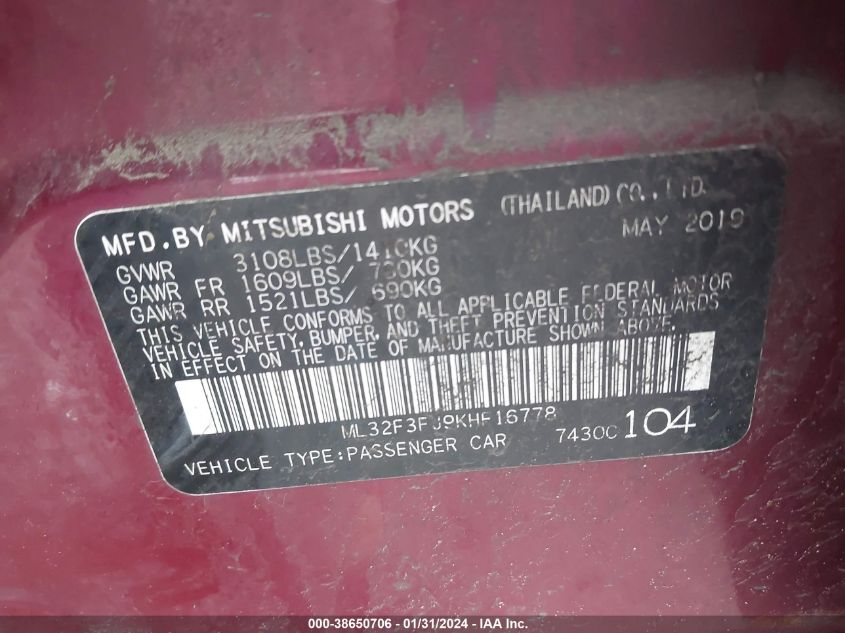 MFD.BY MITSUBISHI MOTORS (THAILAND) CO.,LTD.
MAY 2019
GVWR 3108LBS/1410KG
GAWR FR 1609LBS/ 730KG
GAWR RR 1521LBS/ 690KG
THIS VEHICLE CONFORMS TO ALL APPLICABLE FEDERAL MOTOR
VEHICLE SAFETY, BUMPER, AND THEFT PREVENTION STANDARDS
IN EFFECT ON THE DATE OF MANUFACTURE SHOWN ABOVE.
ML32F3FJ9KHF16778
7430C 104
VEHICLE TYPE:PASSENGER CAR
000-38650706 - 01/31/2024 - IAAI Inc.